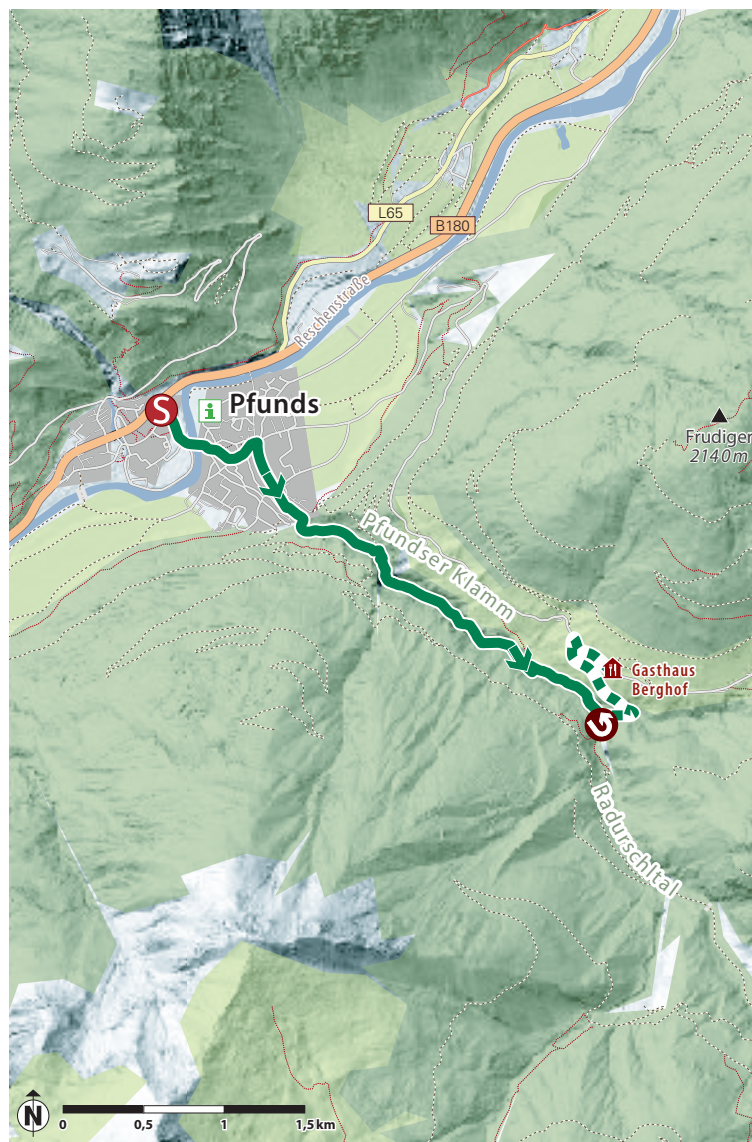 L65
B180
Reschenstraße
S
i
Pfunds
Frudiger
2140 m
Pfundser Klamm
Gasthaus
Berghof
Radurschltal
N
0 0,5 1 1,5 km